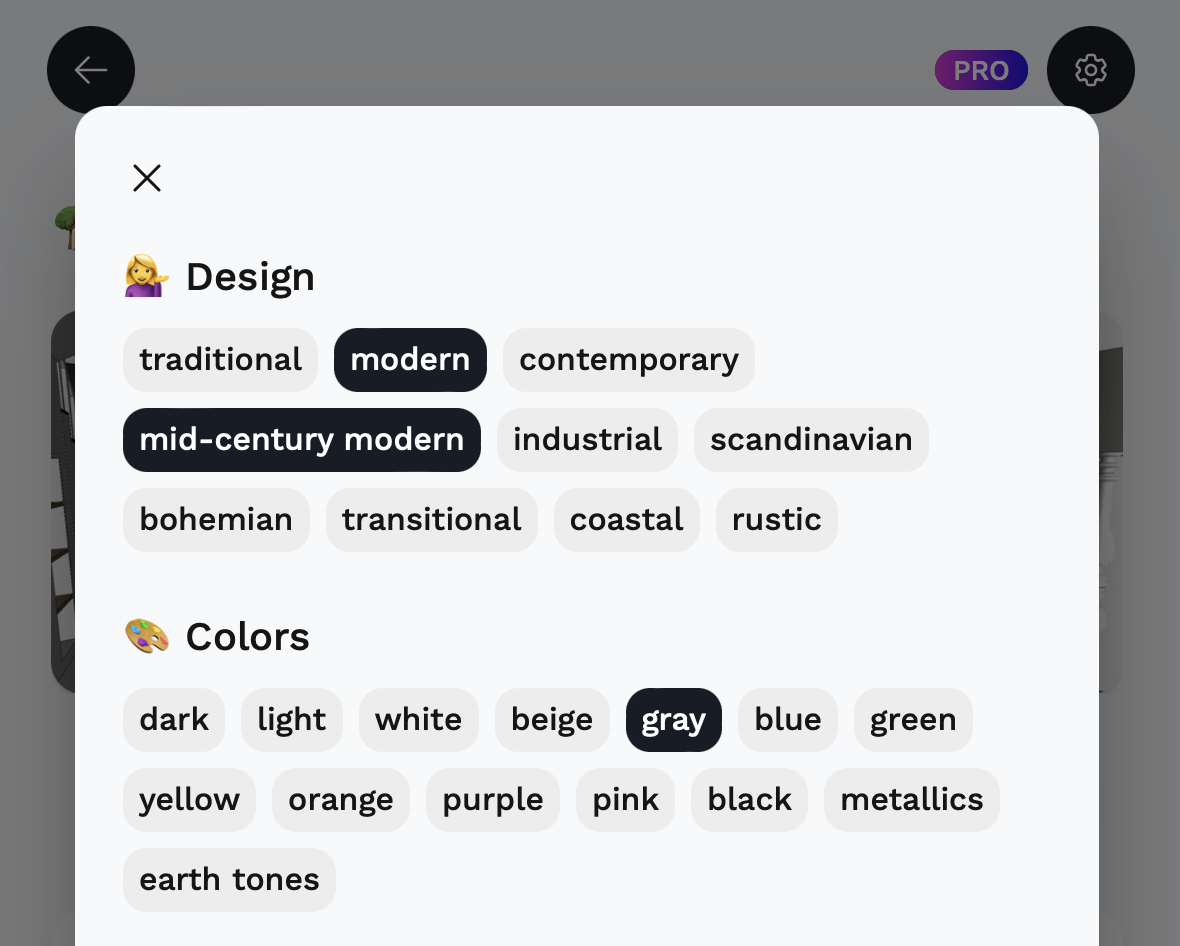 PRO
Design
traditional modern contemporary
mid-century modern industrial scandinavian
bohemian transitional coastal rustic
Colors
dark light white beige gray blue green
yellow orange purple pink black metallics
earth tones